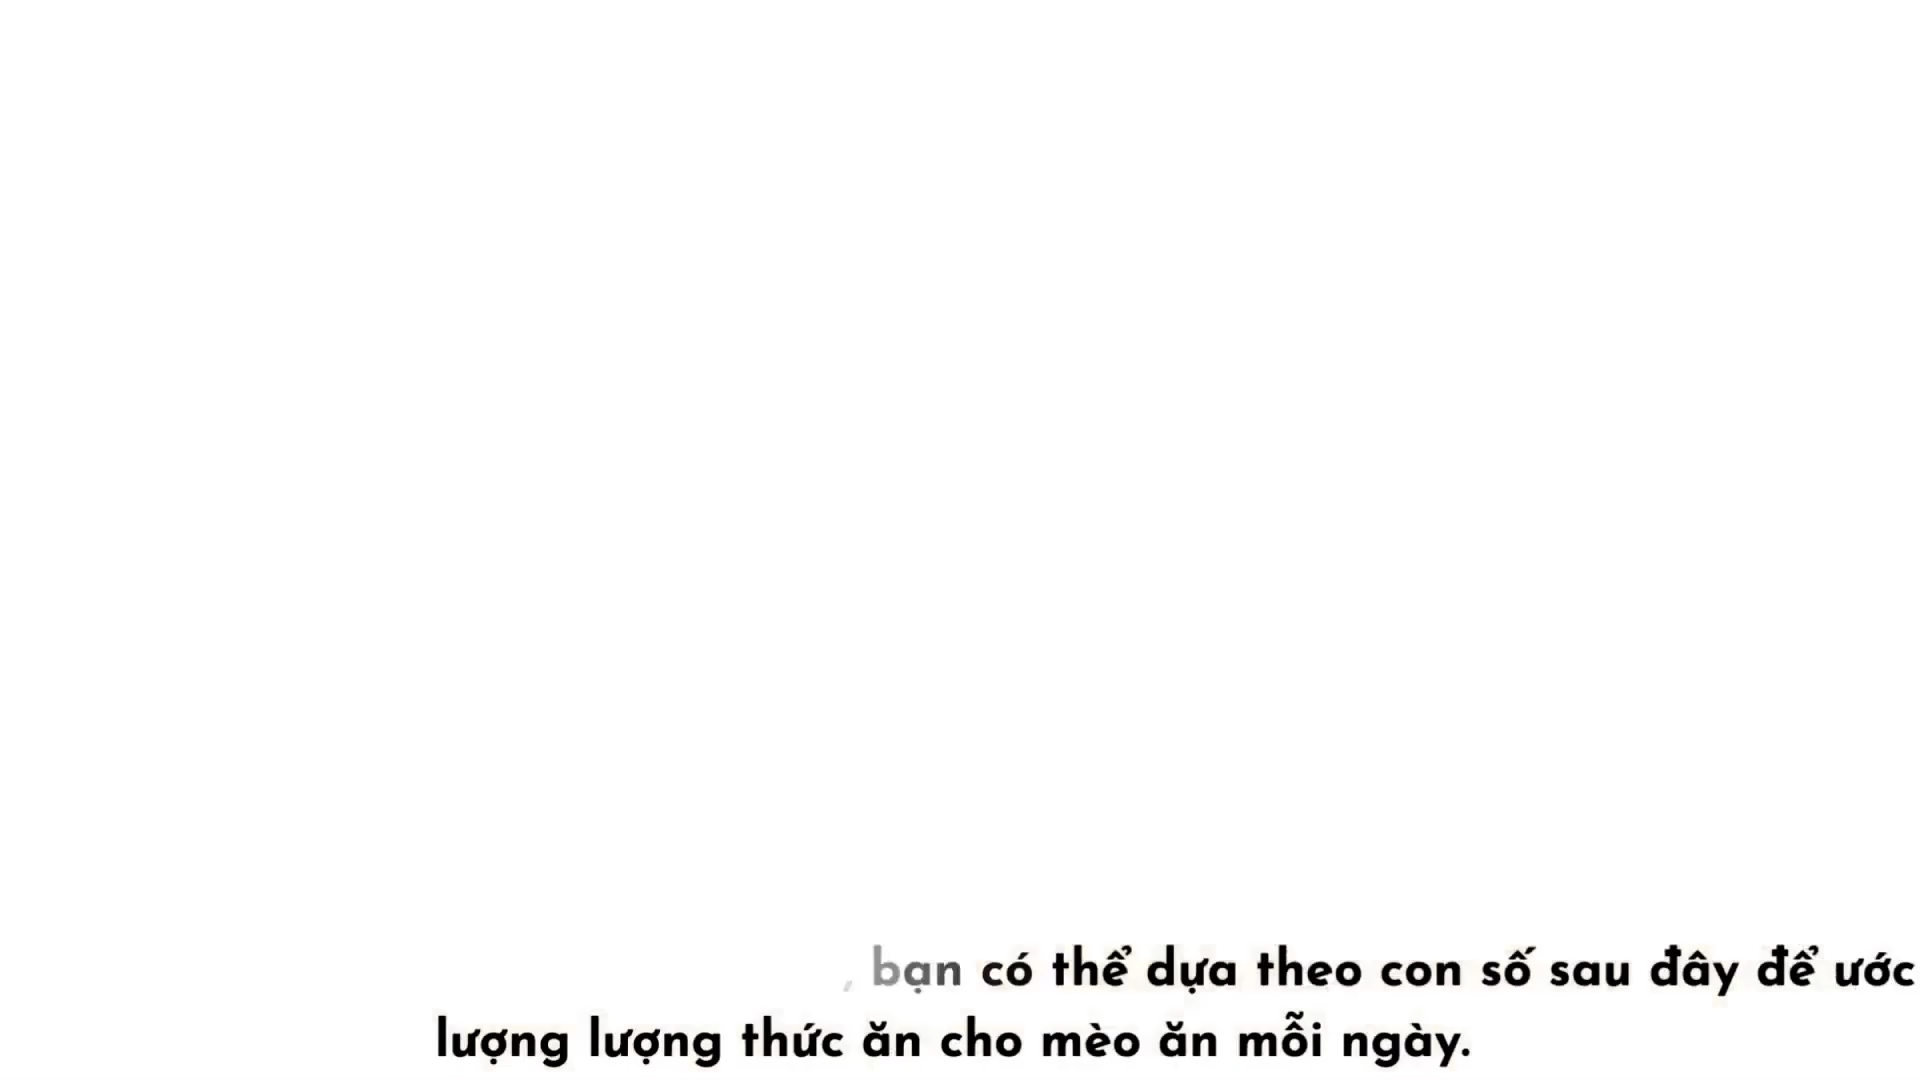 , bạn có thể dựa theo con số sau đây để ước
lượng lượng thức ăn cho mèo ăn mỗi ngày.